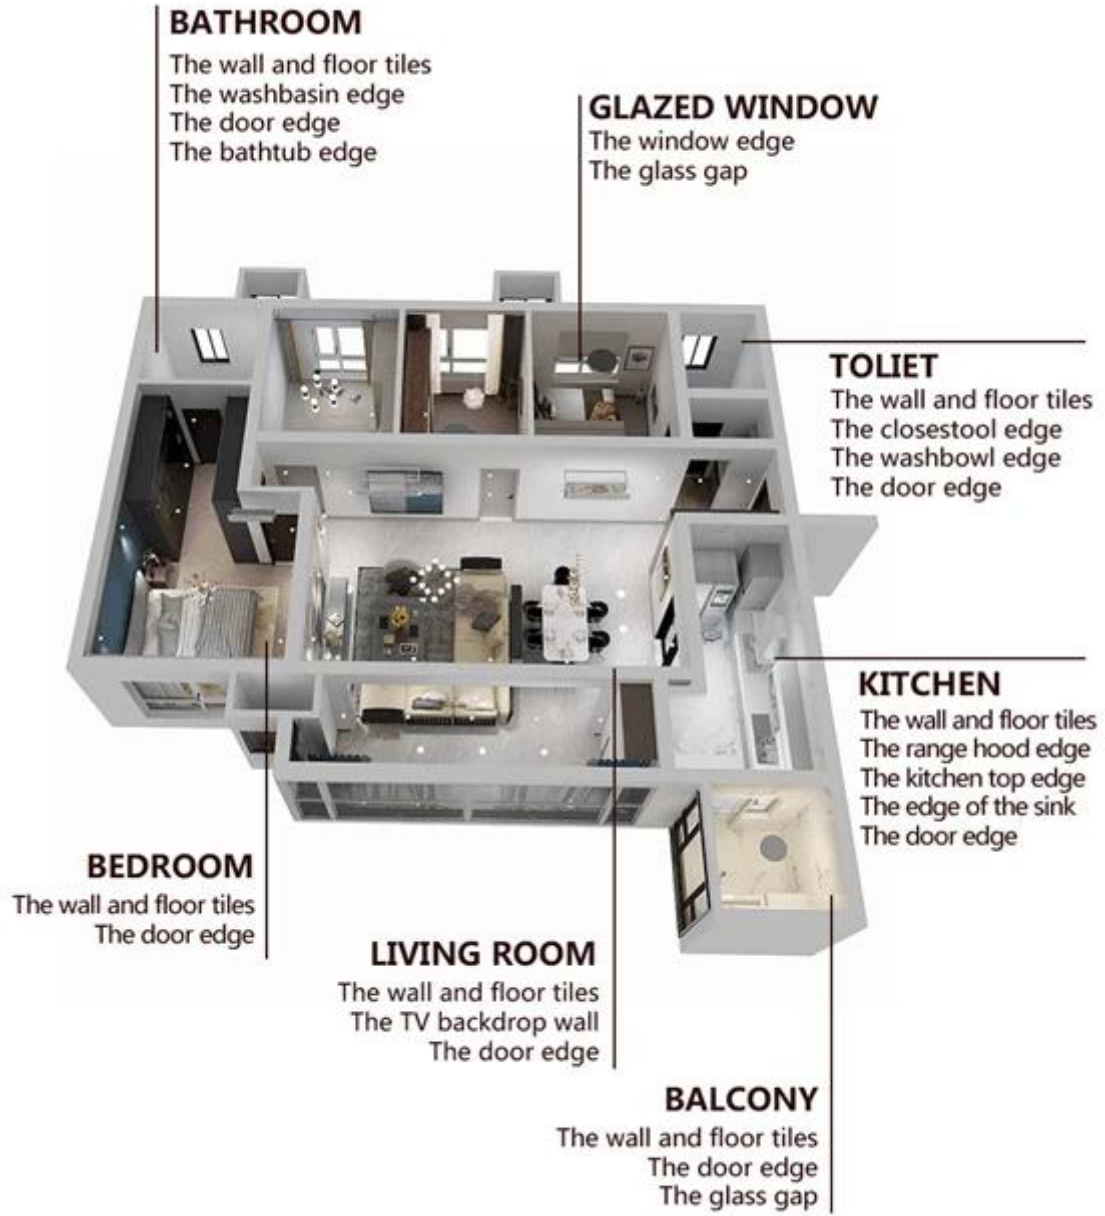 BATHROOM
The wall and floor tiles
The washbasin edge
The door edge
The bathtub edge
GLAZED WINDOW
The window edge
The glass gap
TOLIET
The wall and floor tiles
The closestool edge
The washbowl edge
The door edge
KITCHEN
The wall and floor tiles
The range hood edge
The kitchen top edge
The edge of the sink
The door edge
BEDROOM
The wall and floor tiles
The door edge
LIVING ROOM
The wall and floor tiles
The TV backdrop wall
The door edge
BALCONY
The wall and floor tiles
The door edge
The glass gap